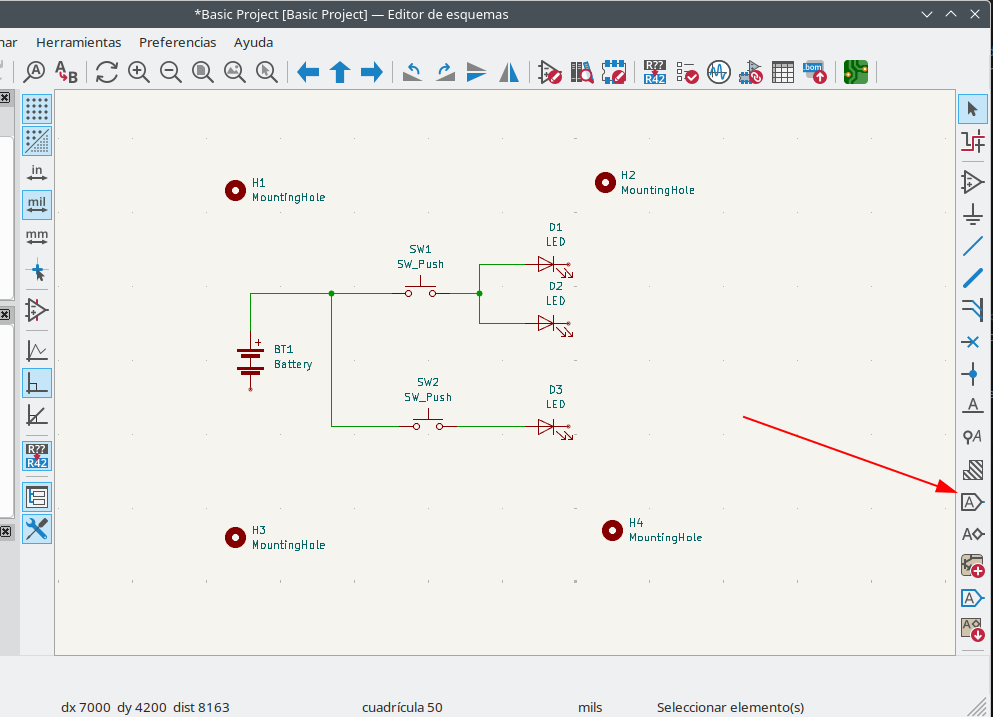 *Basic Project [Basic Project] — Editor de esquemas
nar Herramientas Preferencias Ayuda
A A B R?? R42 bom
in
mil
mm
R??
R42
H1
MountingHole
H2
MountingHole
D1
LED
SW1
SW_Push
D2
LED
+
BT1
Battery
SW2
SW_Push
D3
LED
H3
MountingHole
H4
MountingHole
A
A
A
A
A
A
dx 7000 dy 4200 dist 8163 cuadrícula 50 mils Seleccionar elemento(s)